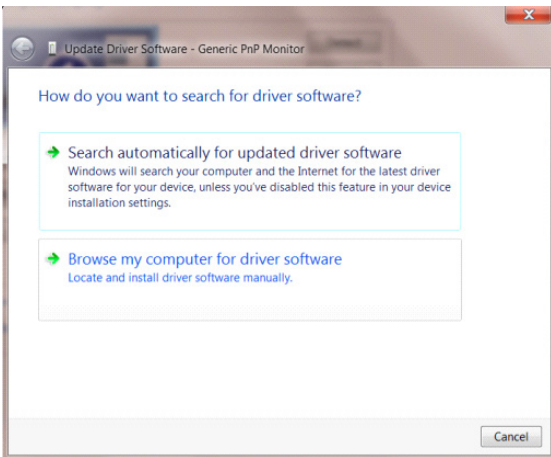 Update Driver Software - Generic PnP Monitor
How do you want to search for driver software?
Search automatically for updated driver software
Windows will search your computer and the Internet for the latest driver
software for your device, unless you've disabled this feature in your device
installation settings.
Browse my computer for driver software
Locate and install driver software manually.
Cancel